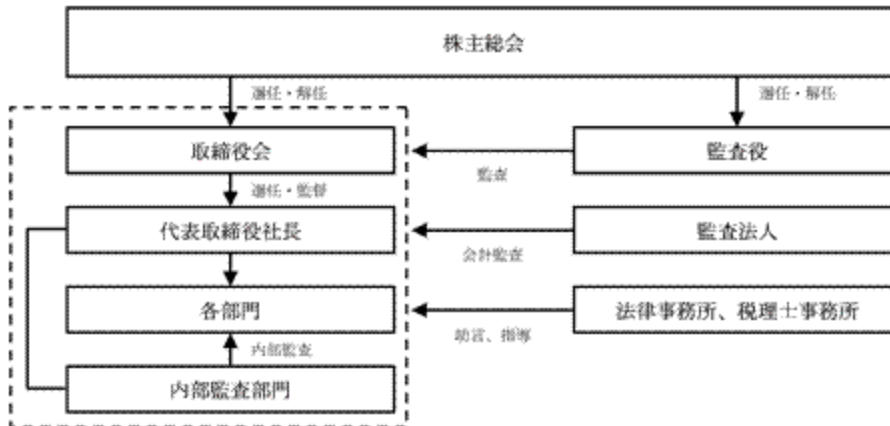 株主総会
選任・解任
選任・解任
取締役会
監査役
監査
選任・監督
代表取締役社長
監査法人
会計監査
各部門
法律事務所、税理士事務所
助言、指導
内部監査
内部監査部門